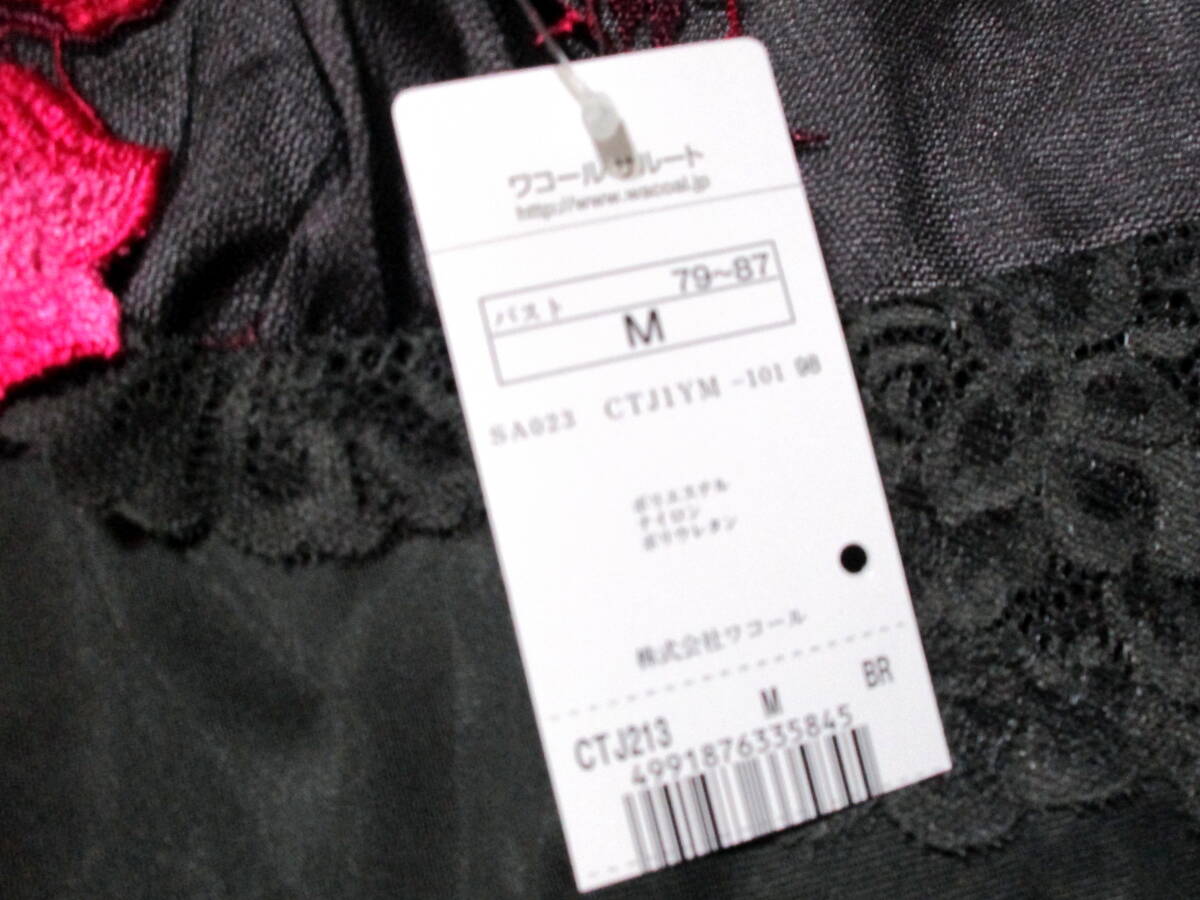 ワコール サルート
http://www.wacoal.jp
バスト 79~87
M
SA023 CTJ1YM -101 98
ポリエステル
ナイロン
ポリウレタン
株式会社ワコール
CTJ213 M BR
4991876335845